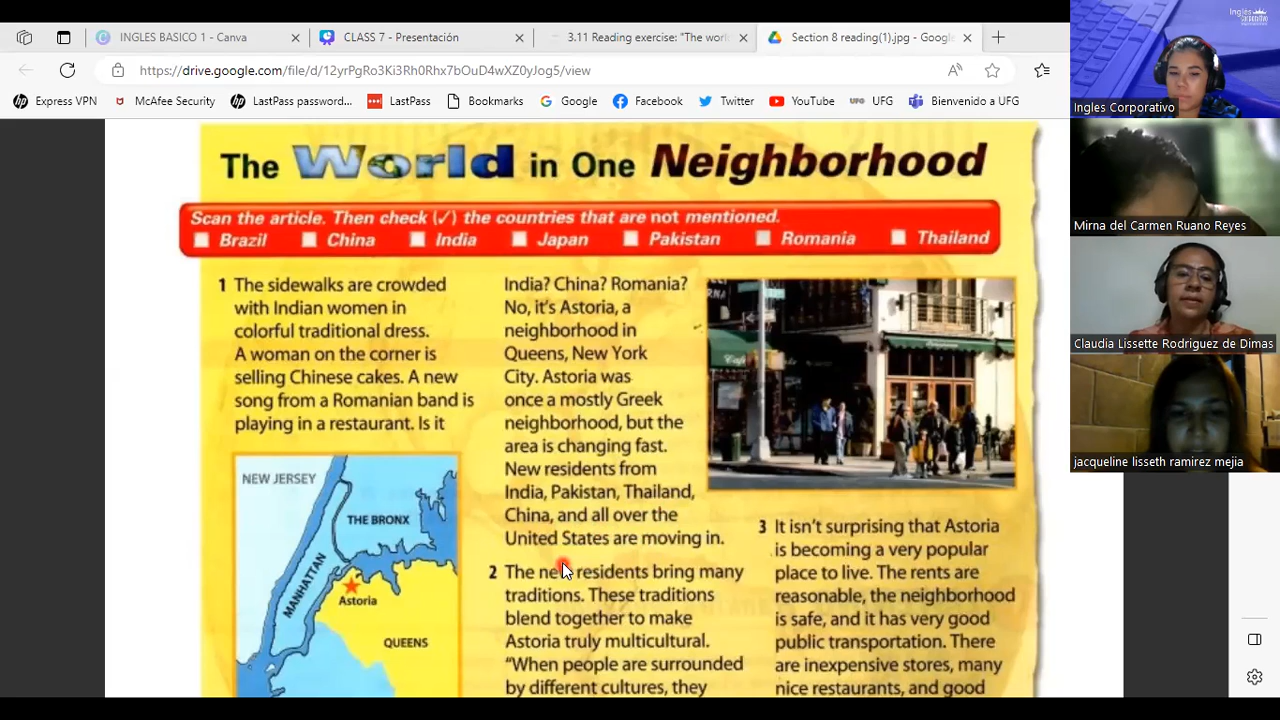 INGLES BASICO 1 - Canva
CLASS 7 - Presentación
3.11 Reading exercise: "The worl
Section 8 reading(1).jpg - Googl
https://drive.google.com/file/d/12yrPgRo3Ki3Rh0Rhx7bOuD4wXZ0yJog5/view
Express VPN
McAfee Security
LastPass password...
LastPass
Bookmarks
Google
Facebook
Twitter
YouTube
UFG
Bienvenido a UFG
The World in One Neighborhood
Scan the article. Then check (✓) the countries that are not mentioned.
Brazil China India Japan Pakistan Romania Thailand
1 The sidewalks are crowded
with Indian women in
colorful traditional dress.
A woman on the corner is
selling Chinese cakes. A new
song from a Romanian band is
playing in a restaurant. Is it
NEW JERSEY
THE BRONX
MANHATTAN
Astoria
QUEENS
India? China? Romania?
No, it's Astoria, a
neighborhood in
Queens, New York
City. Astoria was
once a mostly Greek
neighborhood, but the
area is changing fast.
New residents from
India, Pakistan, Thailand,
China, and all over the
United States are moving in.
2 The new residents bring many
traditions. These traditions
blend together to make
Astoria truly multicultural.
"When people are surrounded
by different cultures, they
3 It isn't surprising that Astoria
is becoming a very popular
place to live. The rents are
reasonable, the neighborhood
is safe, and it has very good
public transportation. There
are inexpensive stores, many
nice restaurants, and good
Inglés
Ingles Corporativo
Mirna del Carmen Ruano Reyes
Claudia Lissette Rodriguez de Dimas
jacqueline lisseth ramirez mejia